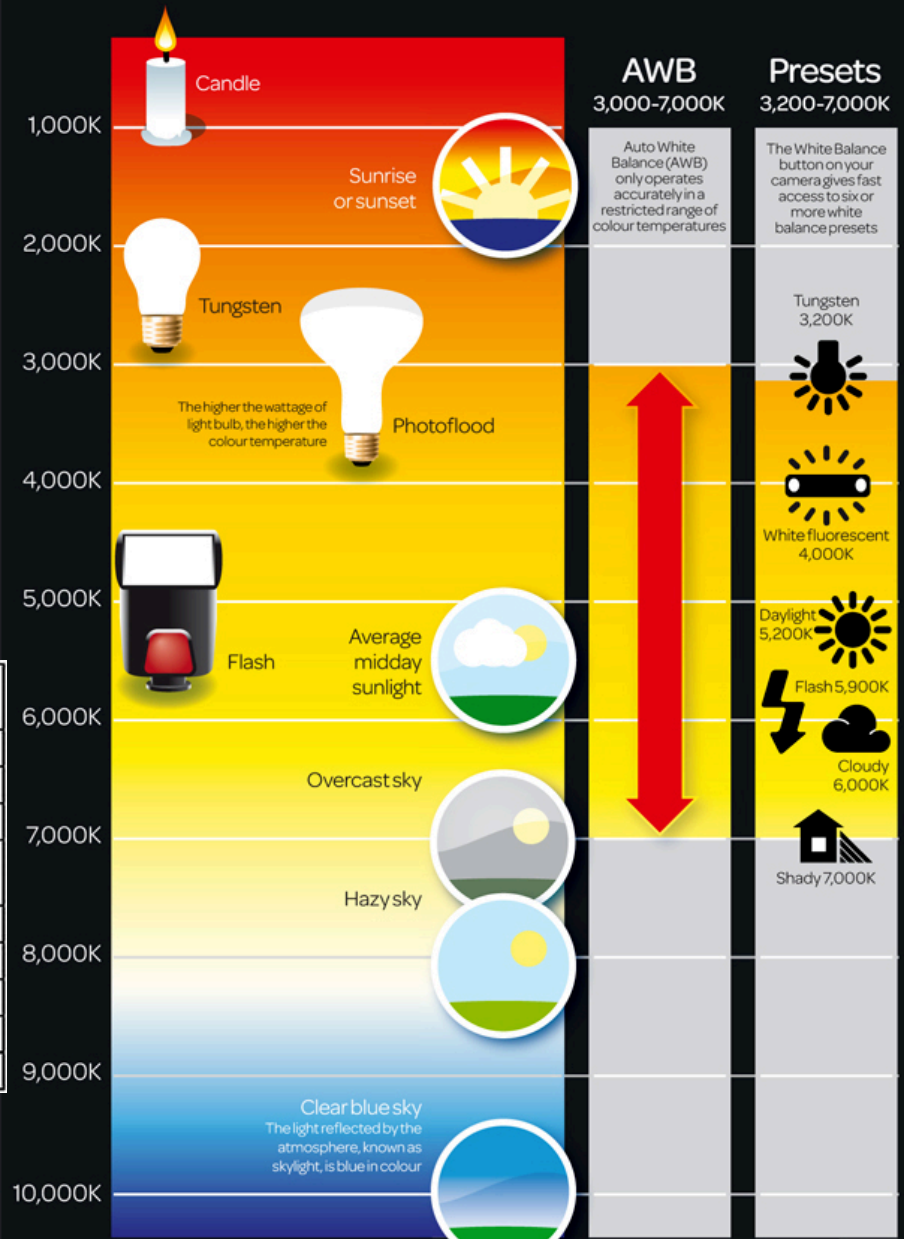 Candle
1,000K
Sunrise
or sunset
2,000K
Tungsten
3,000K
The higher the wattage of
light bulb, the higher the
colour temperature
Photoflood
4,000K
5,000K
Flash
Average
midday
sunlight
6,000K
Overcast sky
7,000K
Hazy sky
8,000K
9,000K
Clear blue sky
The light reflected by the
atmosphere, known as
skylight, is blue in colour
10,000K
AWB
3,000-7,000K
Auto White
Balance (AWB)
only operates
accurately in a
restricted range of
colour temperatures
Presets
3,200-7,000K
The White Balance
button on your
camera gives fast
access to six or
more white
balance presets
Tungsten
3,200K
White fluorescent
4,000K
Daylight
5,200K
Flash 5,900K
Cloudy
6,000K
Shady 7,000K